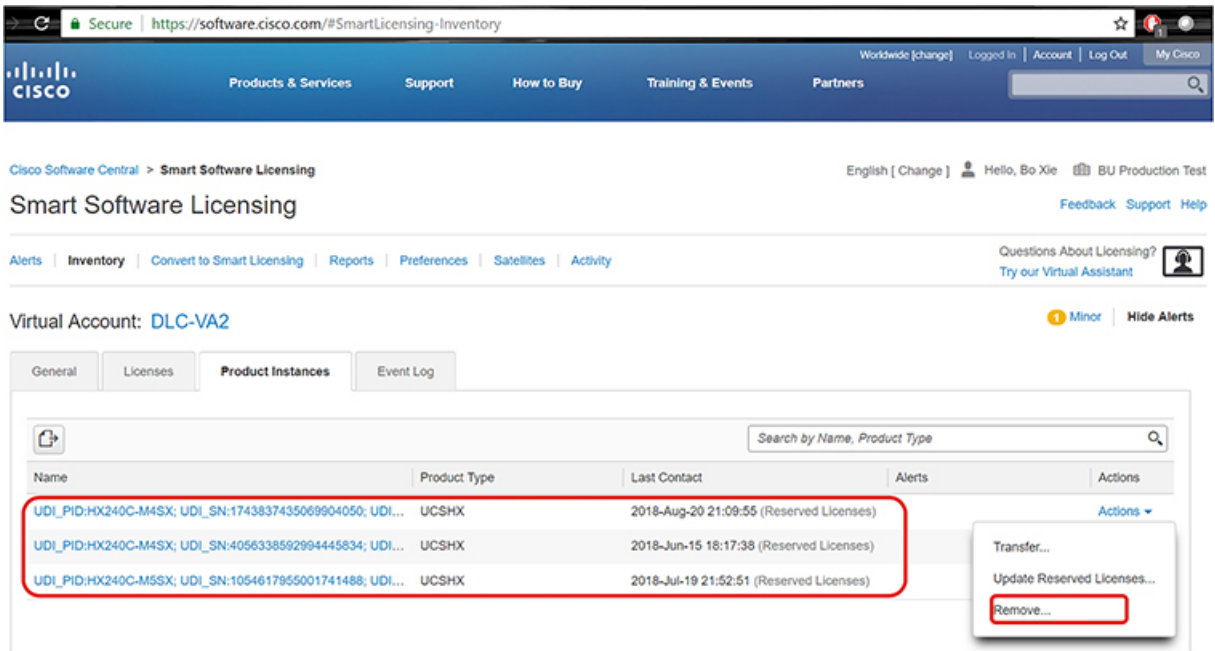 Secure | https://software.cisco.com/#SmartLicensing-Inventory
1
Worldwide [change] Logged In | Account | Log Out My Cisco
CISCO
Products & Services Support How to Buy Training & Events Partners
Cisco Software Central > Smart Software Licensing
English [ Change ] Hello, Bo Xie BU Production Test
Smart Software Licensing
Feedback Support Help
Alerts | Inventory | Convert to Smart Licensing | Reports | Preferences | Satellites | Activity
Questions About Licensing?
Try our Virtual Assistant
Virtual Account: DLC-VA2
1 Minor | Hide Alerts
General Licenses Product Instances Event Log
Search by Name, Product Type
Name Product Type Last Contact Alerts Actions
UDI_PID:HX240C-M4SX; UDI_SN:1743837435069904050; UDI... UCSHX 2018-Aug-20 21:09:55 (Reserved Licenses) Actions
UDI_PID:HX240C-M4SX; UDI_SN:4056338592994445834; UDI... UCSHX 2018-Jun-15 18:17:38 (Reserved Licenses)
UDI_PID:HX240C-M5SX; UDI_SN:1054617955001741488; UDI... UCSHX 2018-Jul-19 21:52:51 (Reserved Licenses)
Transfer...
Update Reserved Licenses...
Remove...